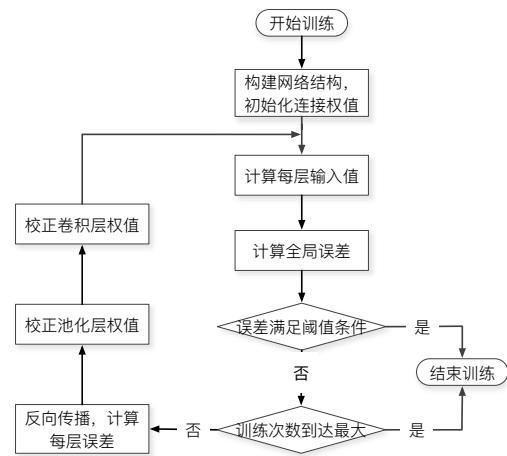 开始训练
构建网络结构，
初始化连接权值
计算每层输入值
校正卷积层权值
计算全局误差
校正池化层权值
误差满足阈值条件
是
否
结束训练
反向传播，计算
每层误差
否
训练次数到达最大
是